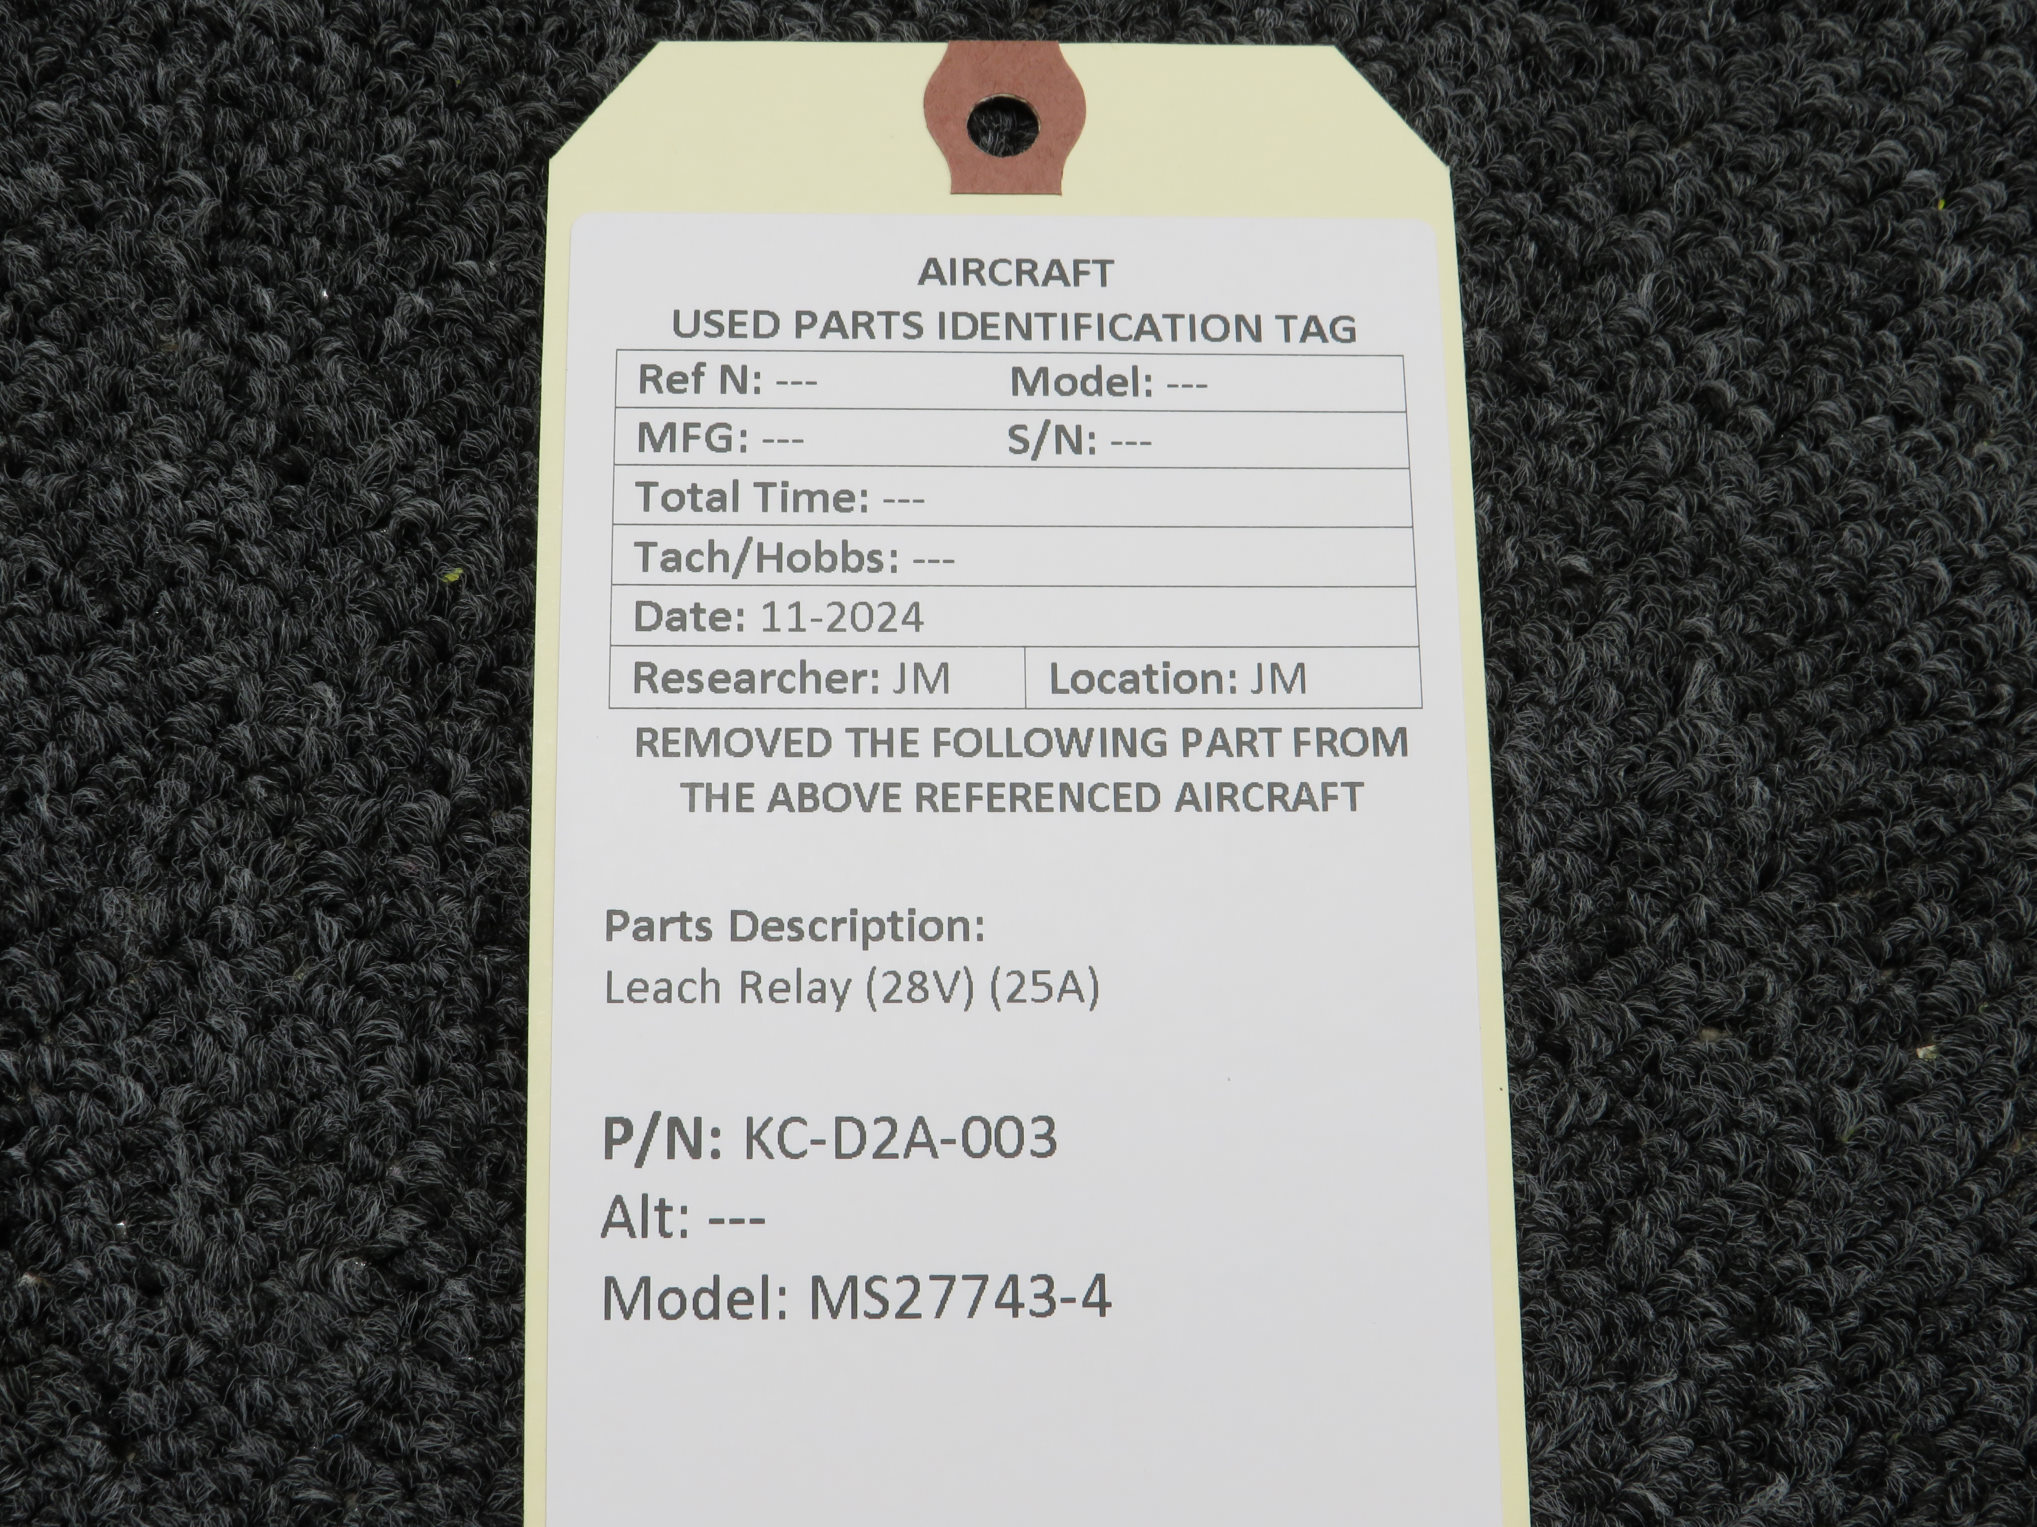 AIRCRAFT
USED PARTS IDENTIFICATION TAG
Ref N: --- Model: ---
MFG: --- S/N: ---
Total Time: ---
Tach/Hobbs: ---
Date: 11-2024
Researcher: JM Location: JM
REMOVED THE FOLLOWING PART FROM
THE ABOVE REFERENCED AIRCRAFT
Parts Description:
Leach Relay (28V) (25A)
P/N: KC-D2A-003
Alt: ---
Model: MS27743-4